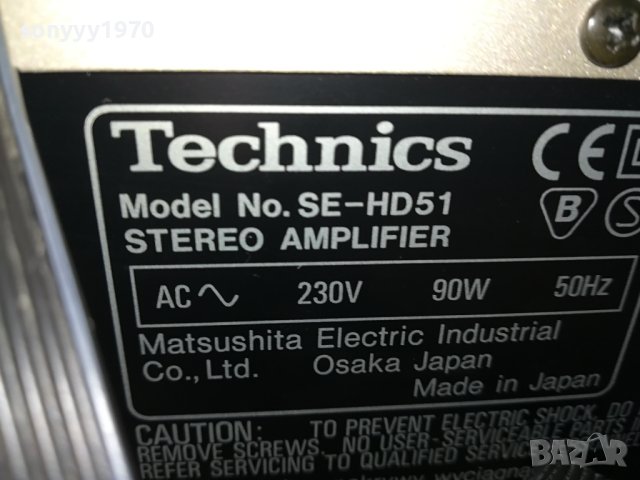 sonyyy1970
Technics
CE
Model No. SE-HD51
B S
STEREO AMPLIFIER
AC 230V 90W 50Hz
Matsushita Electric Industrial
Co., Ltd. Osaka Japan
Made in Japan
CAUTION: TO PREVENT ELECTRIC SHOCK, DO
REMOVE SCREWS. NO USER-SERVICEABLE PARTS
REFER SERVICING TO QUALIFIED
BAZAR